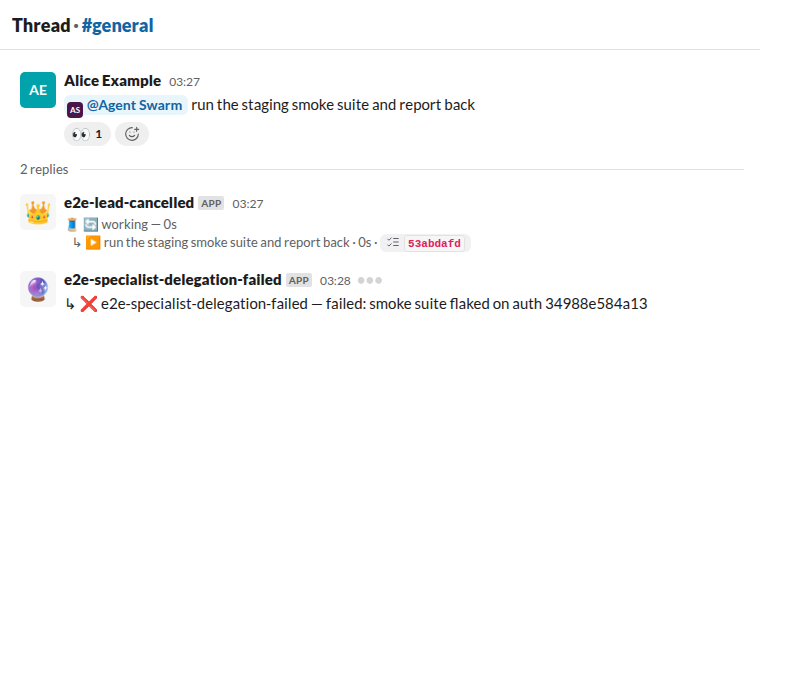 Thread · #general
AE
Alice Example 03:27
AS @Agent Swarm run the staging smoke suite and report back
1
2 replies
e2e-lead-cancelled APP 03:27
working — 0s
↳ run the staging smoke suite and report back · 0s · 53abdafd
e2e-specialist-delegation-failed APP 03:28
↳ ❌ e2e-specialist-delegation-failed — failed: smoke suite flaked on auth 34988e584a13